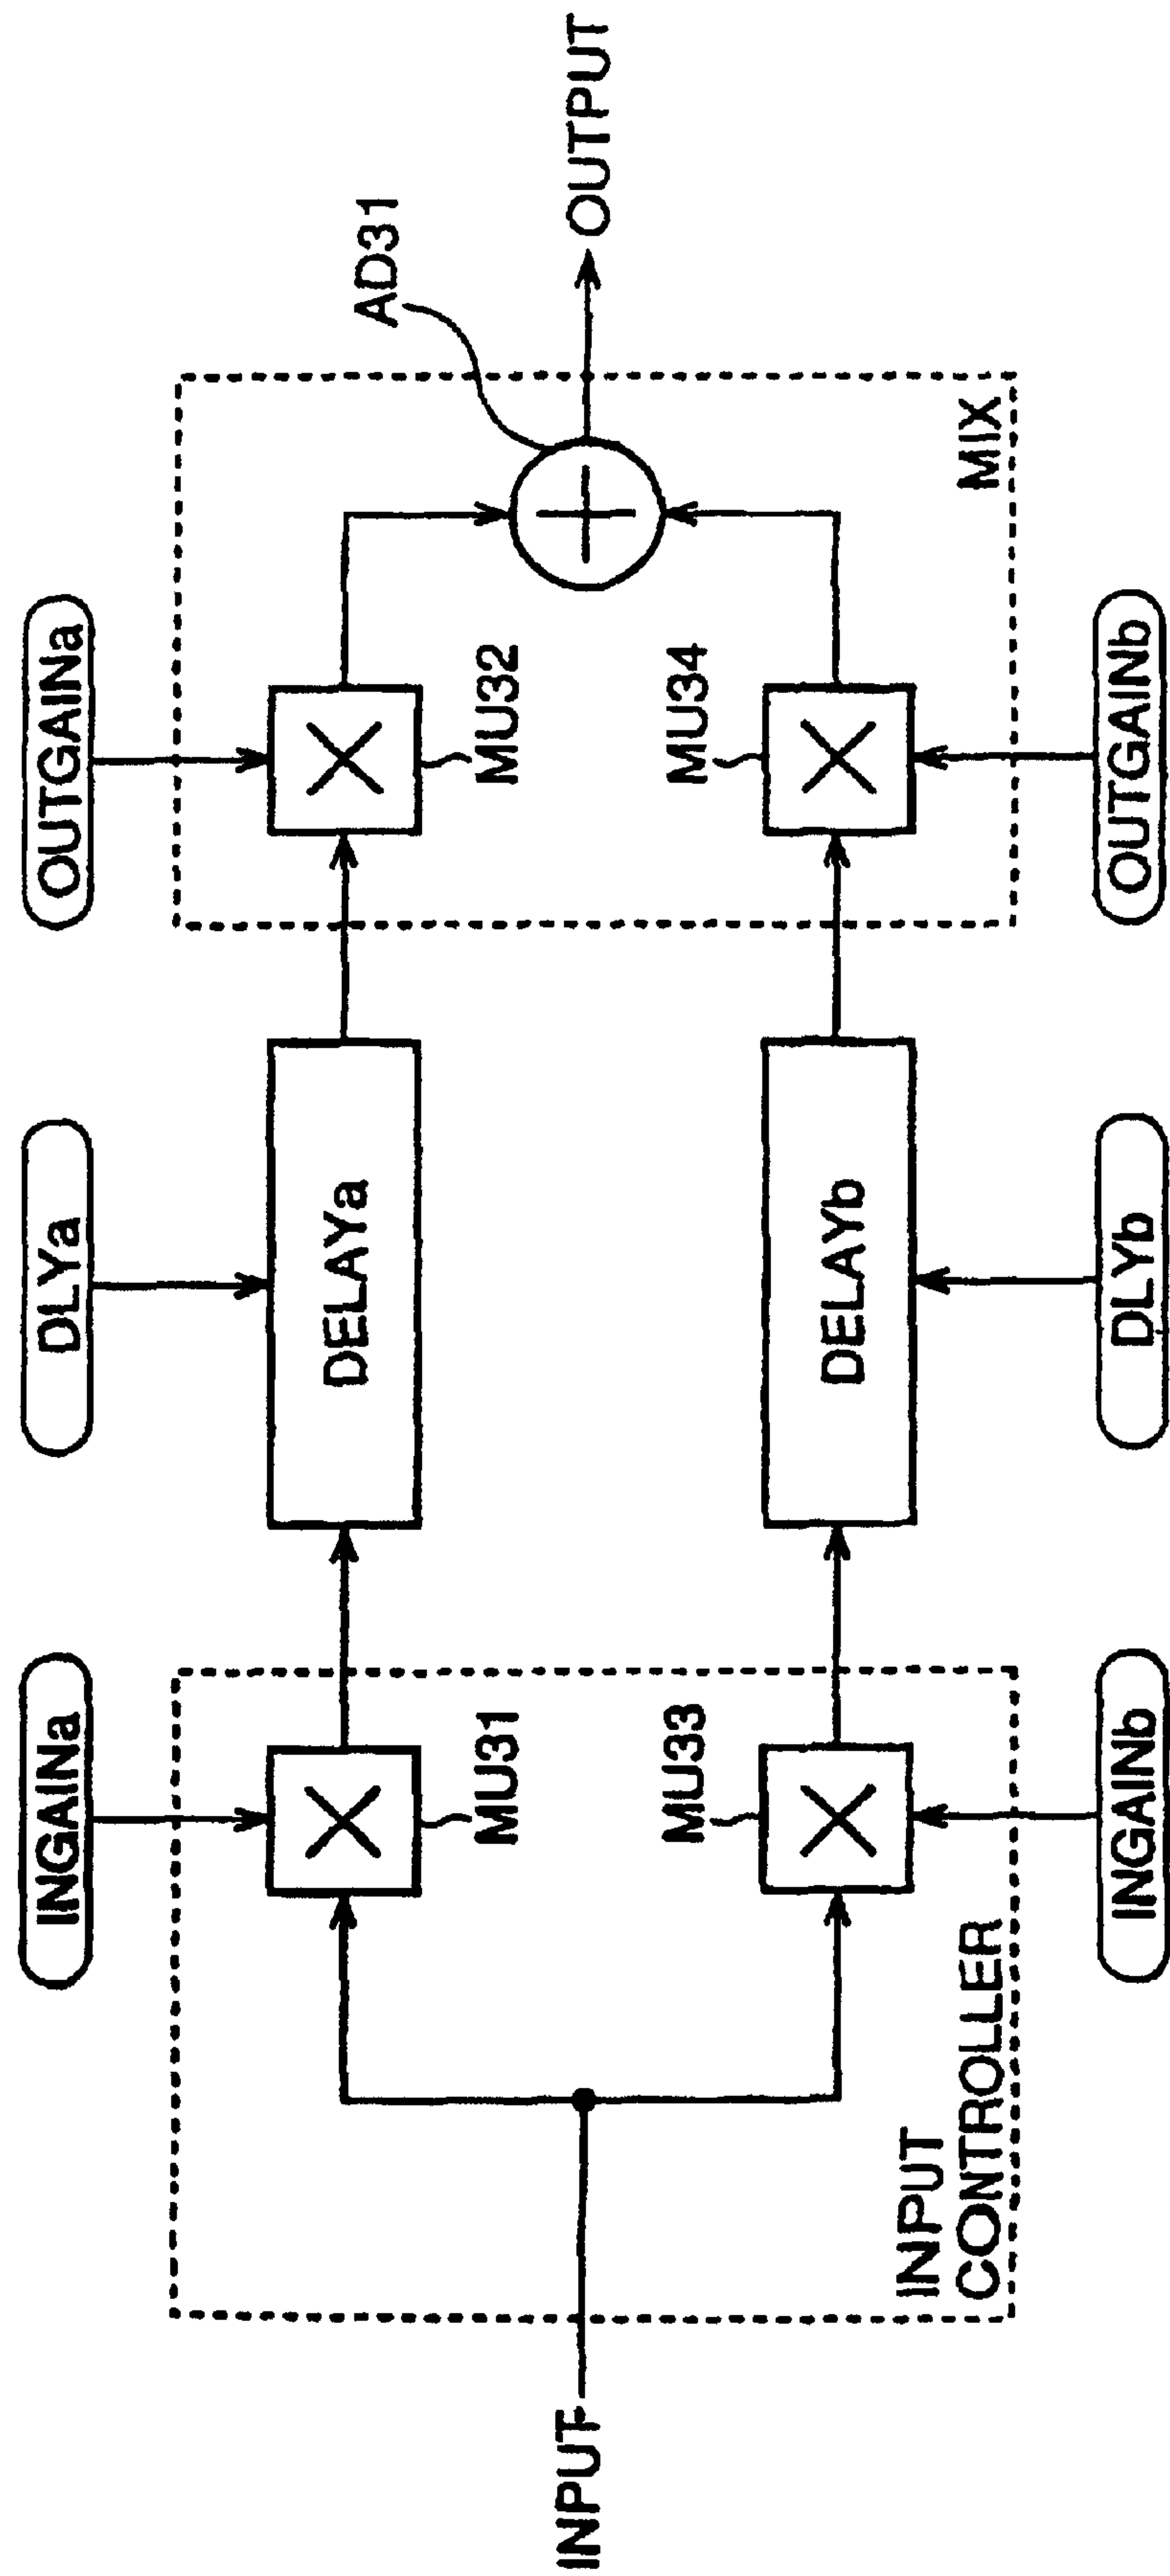 INGAINa
DLYa
OUTGAINa
MU31
DELAYa
MU32
AD31
INPUT
OUTPUT
MU33
DELAYb
MU34
INPUT
CONTROLLER
MIX
INGAINb
DLYb
OUTGAINb